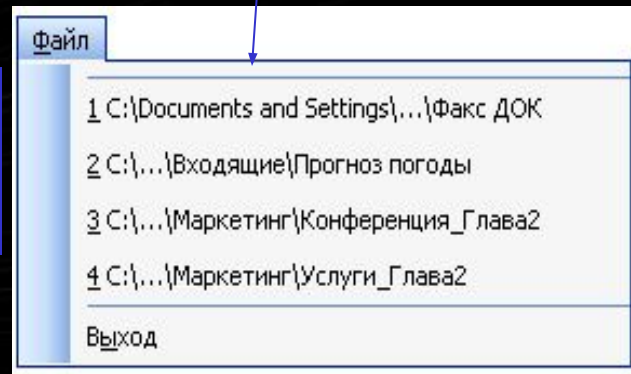 Файл
1 C:\Documents and Settings\...\Факс ДОК
2 C:\...\Входящие\Прогноз погоды
3 C:\...\Маркетинг\Конференция_Глава2
4 C:\...\Маркетинг\Услуги_Глава2
Выход